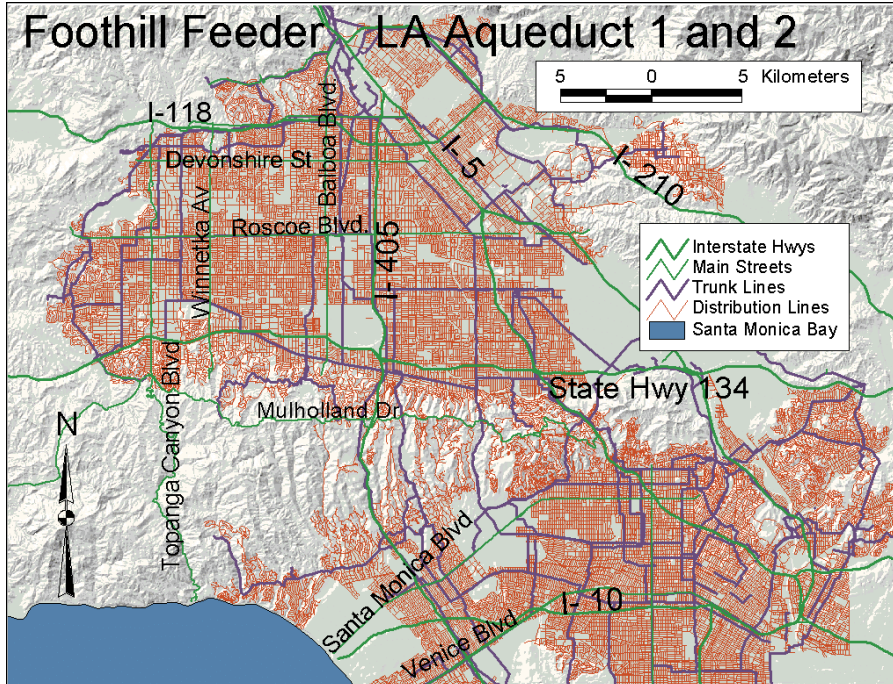 Foothill Feeder LA Aqueduct 1 and 2
5 0 5 Kilometers
I-118
Balboa Blvd.
Devonshire St
I- 5
I- 210
Winnetka Av
Roscoe Blvd.
I- 405
Interstate Hwys
Main Streets
Trunk Lines
Distribution Lines
Santa Monica Bay
State Hwy 134
Mulholland Dr
N
Topanga Canyon Blvd
Santa Monica Blvd
I- 10
Venice Blvd